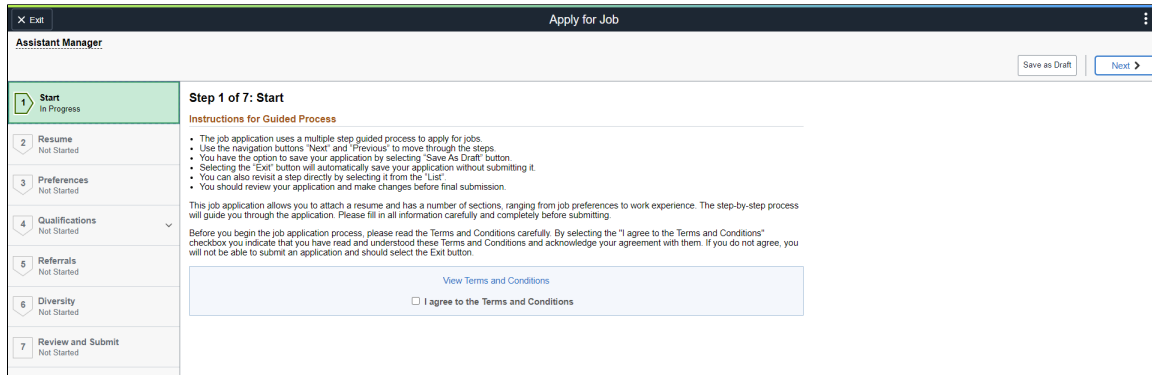 Exit
Apply for Job
Assistant Manager
Save as Draft
Next
1
Start
In Progress
2
Resume
Not Started
3
Preferences
Not Started
4
Qualifications
Not Started
5
Referrals
Not Started
6
Diversity
Not Started
7
Review and Submit
Not Started
Step 1 of 7: Start
Instructions for Guided Process
• The job application uses a multiple step guided process to apply for jobs.
• Use the navigation buttons "Next" and "Previous" to move through the steps.
• You have the option to save your application by selecting "Save As Draft" button.
• Selecting the "Exit" button will automatically save your application without submitting it.
• You can also revisit a step directly by selecting it from the "List".
• You should review your application and make changes before final submission.
This job application allows you to attach a resume and has a number of sections, ranging from job preferences to work experience. The step-by-step process
will guide you through the application. Please fill in all information carefully and completely before submitting.
Before you begin the job application process, please read the Terms and Conditions carefully. By selecting the "I agree to the Terms and Conditions"
checkbox you indicate that you have read and understood these Terms and Conditions and acknowledge your agreement with them. If you do not agree, you
will not be able to submit an application and should select the Exit button.
View Terms and Conditions
I agree to the Terms and Conditions